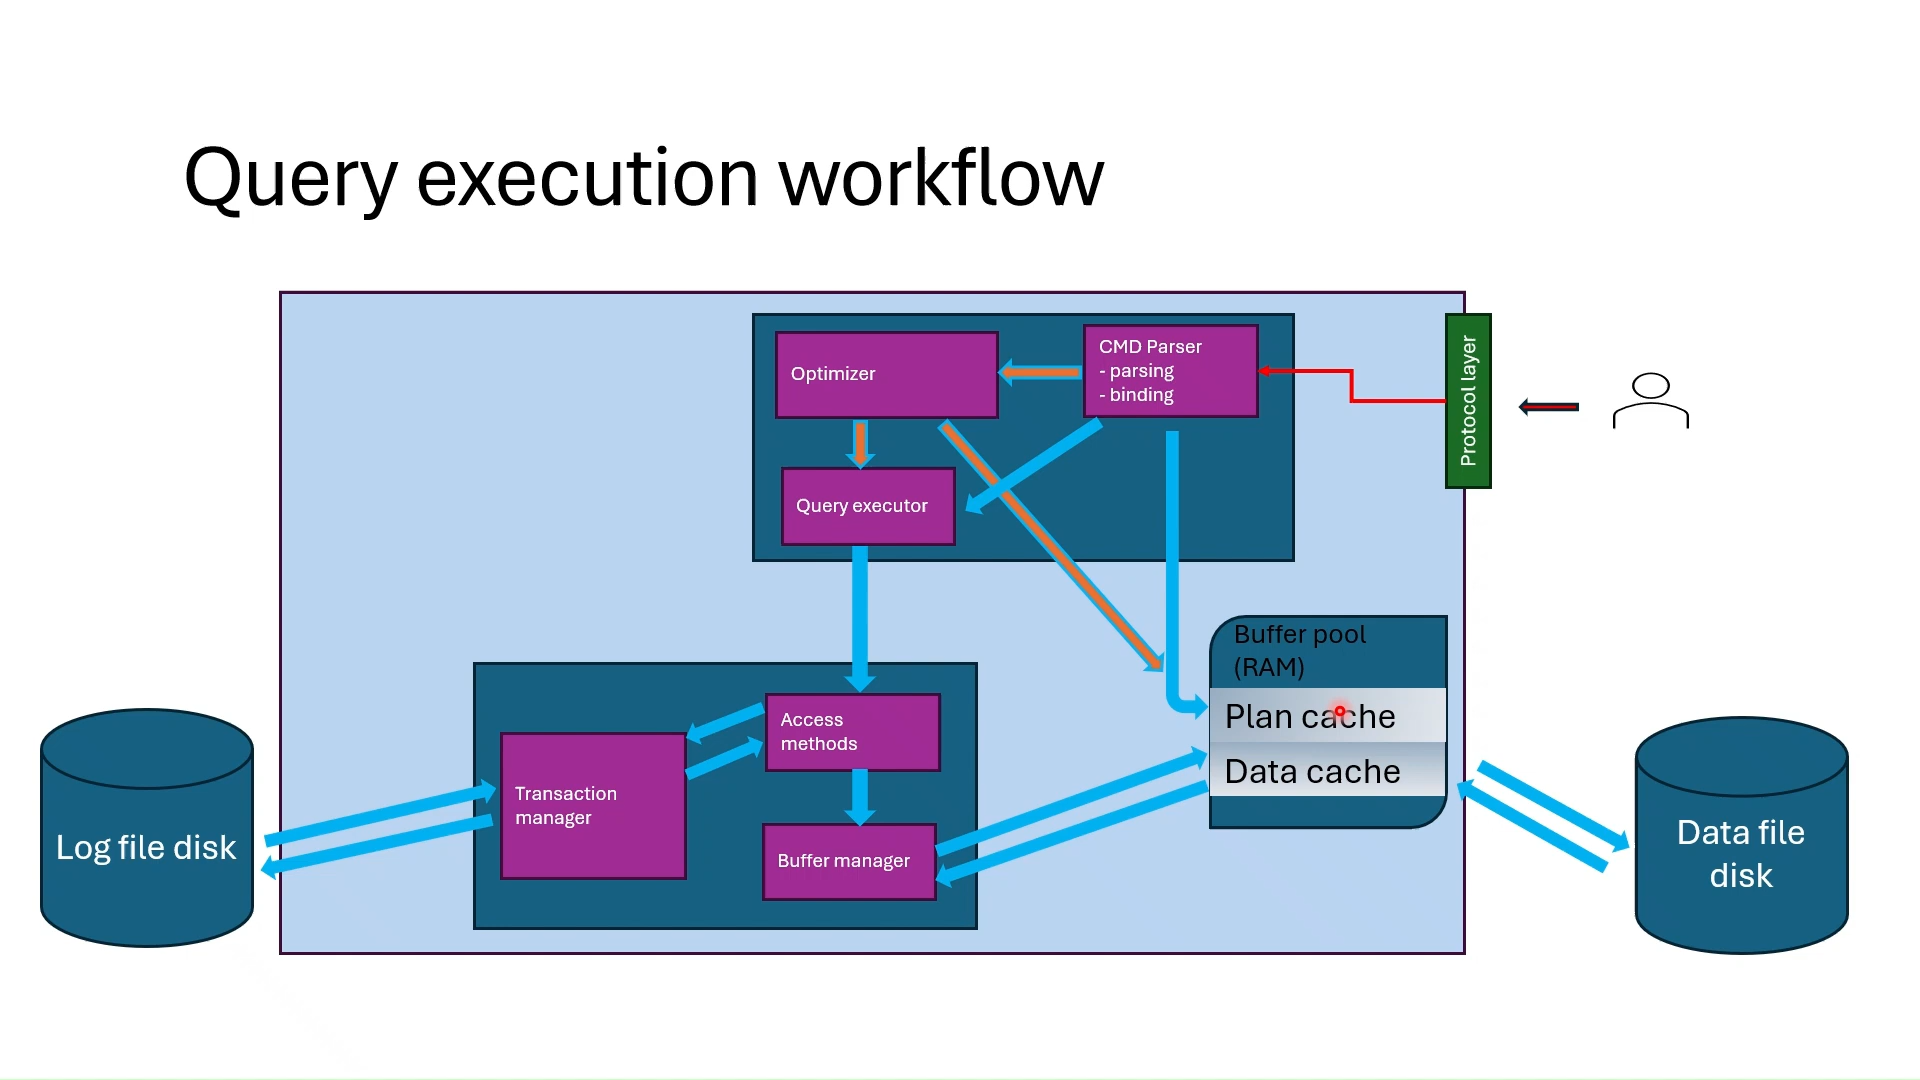 Query execution workflow
Optimizer
CMD Parser
- parsing
- binding
Protocol layer
Query executor
Buffer pool
(RAM)
Plan cache
Data cache
Access
methods
Transaction
manager
Buffer manager
Log file disk
Data file
disk